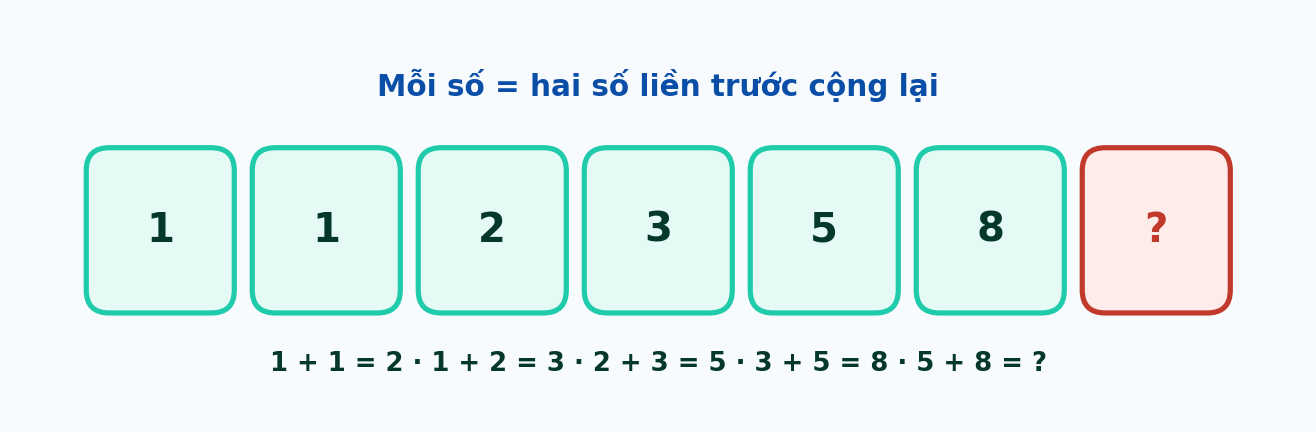 Mỗi số = hai số liền trước cộng lại
1 1 2 3 5 8 ?
1 + 1 = 2 · 1 + 2 = 3 · 2 + 3 = 5 · 3 + 5 = 8 · 5 + 8 = ?